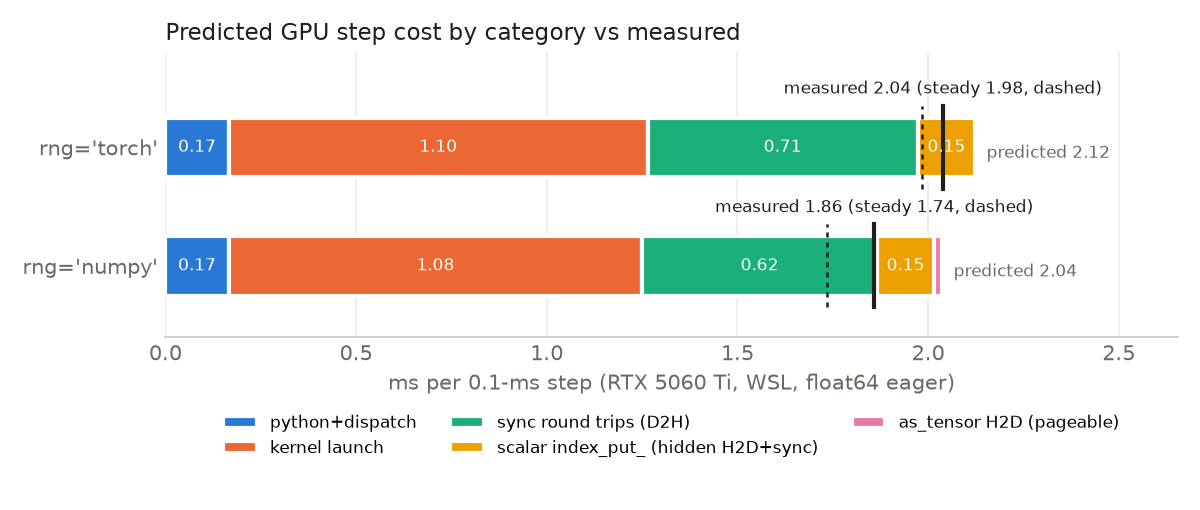 Predicted GPU step cost by category vs measured
measured 2.04 (steady 1.98, dashed)
rng='torch'
0.17
1.10
0.71
0.15
predicted 2.12
measured 1.86 (steady 1.74, dashed)
rng='numpy'
0.17
1.08
0.62
0.15
predicted 2.04
0.0 0.5 1.0 1.5 2.0 2.5
ms per 0.1-ms step (RTX 5060 Ti, WSL, float64 eager)
python+dispatch
kernel launch
sync round trips (D2H)
scalar index_put_ (hidden H2D+sync)
as_tensor H2D (pageable)